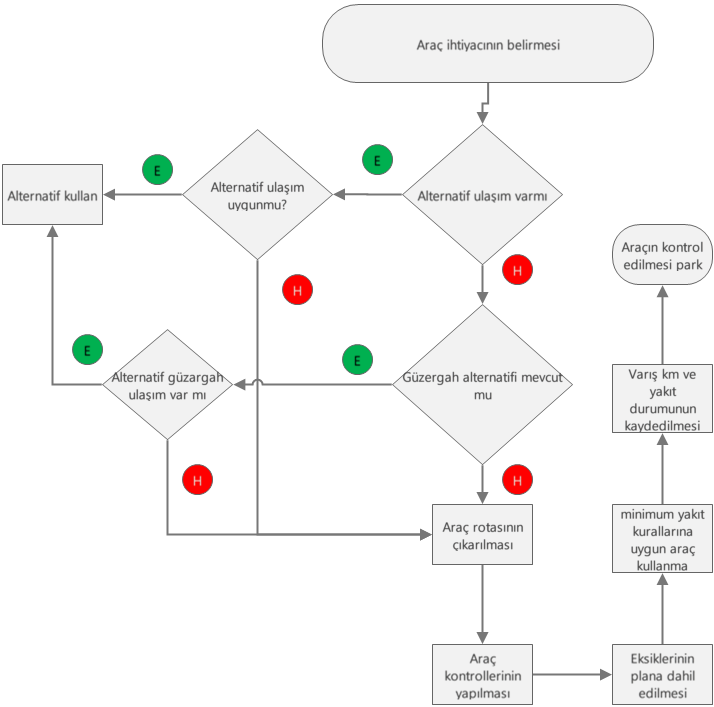 Araç ihtiyacının belirmesi
E
E
Alternatif kullan
Alternatif ulaşım
uygunmu?
Alternatif ulaşım varmı
Araçın kontrol
edilmesi park
H
H
E
E
Alternatif güzargah
ulaşım var mı
Güzergah alternatifi mevcut
mu
Varış km ve
yakıt
durumunun
kaydedilmesi
H
H
Araç rotasının
çıkarılması
minimum yakıt
kurallarına
uygun araç
kullanma
Araç
kontrollerinin
yapılması
Eksiklerinin
plana dahil
edilmesi